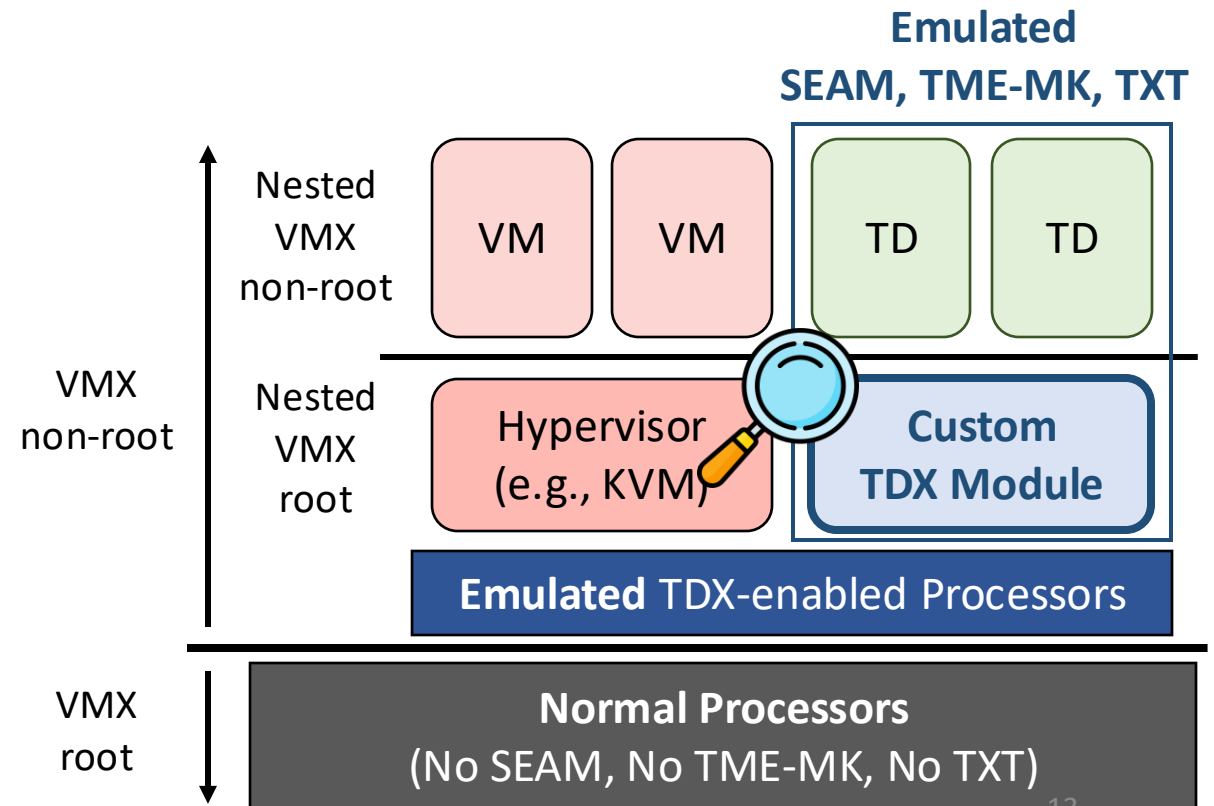 Emulated
SEAM, TME-MK, TXT
Nested
VMX
non-root
VM
VM
TD
TD
VMX
non-root
Nested
VMX
root
Hypervisor
(e.g., KVM)
Custom
TDX Module
Emulated TDX-enabled Processors
VMX
root
Normal Processors
(No SEAM, No TME-MK, No TXT)